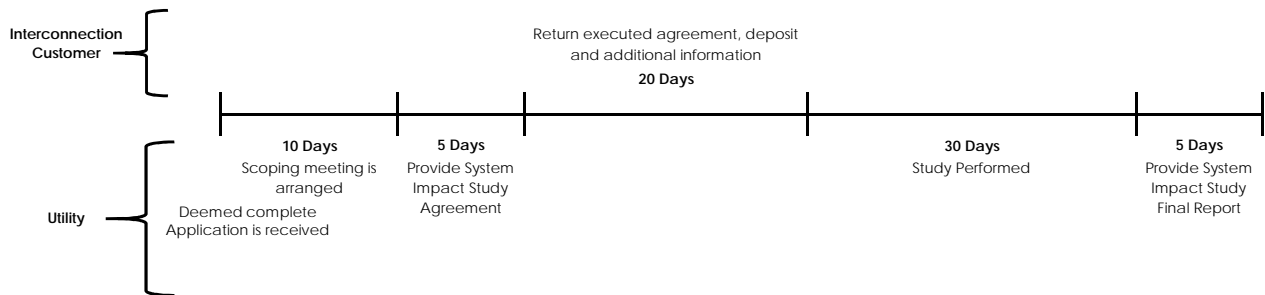 Interconnection
Customer
Return executed agreement, deposit
and additional information
20 Days
10 Days
Scoping meeting is
arranged
Deemed complete
Application is received
5 Days
Provide System
Impact Study
Agreement
30 Days
Study Performed
5 Days
Provide System
Impact Study
Final Report
Utility